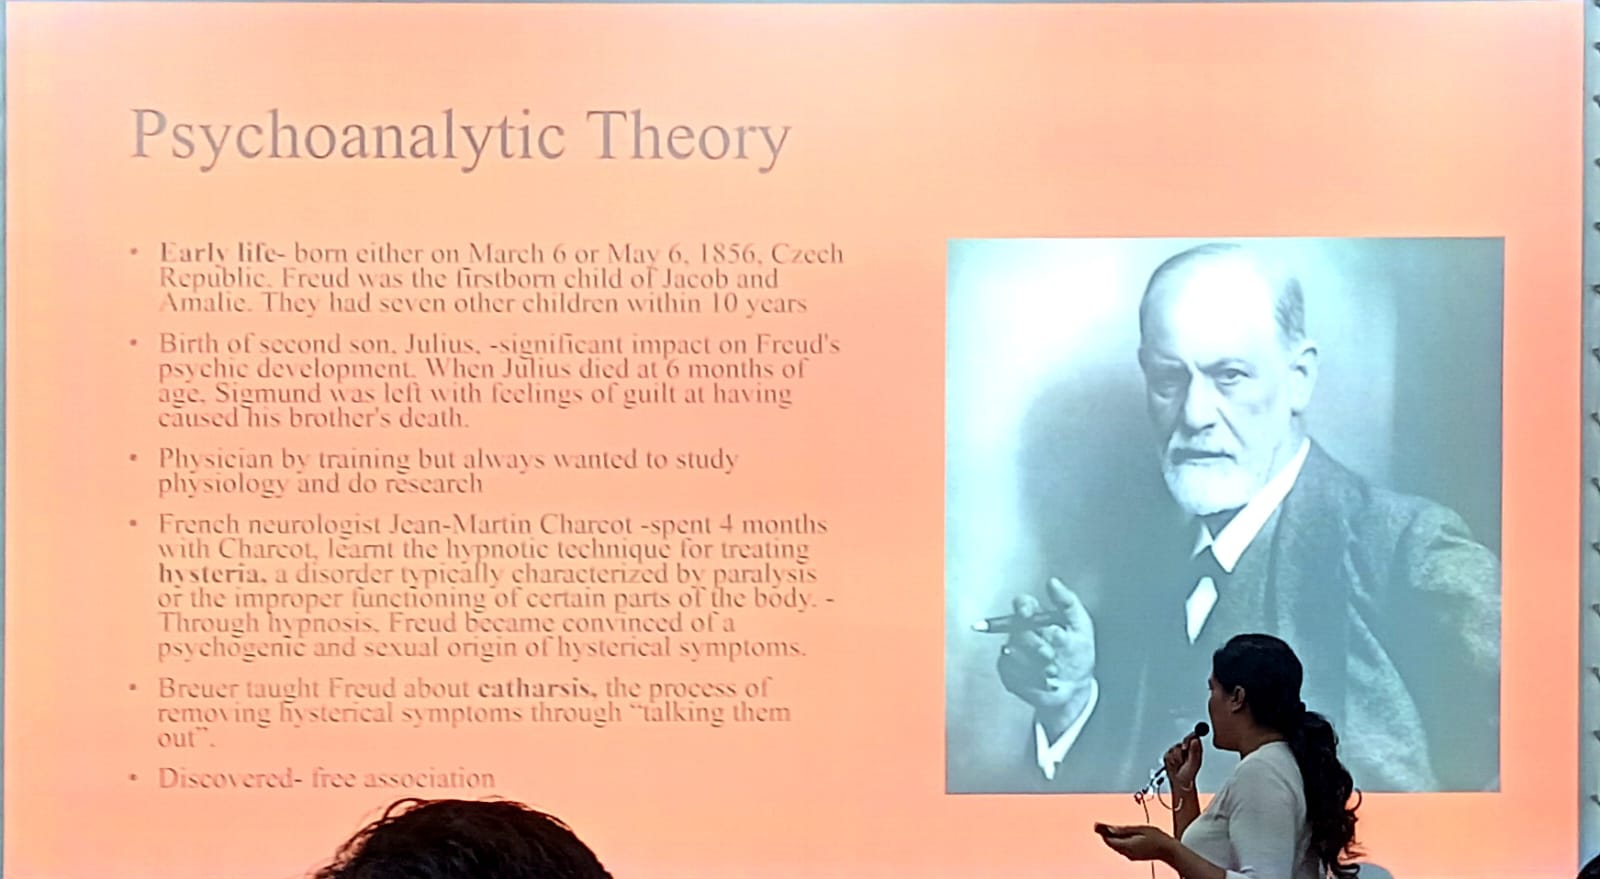 Psychoanalytic Theory
• Early life- born either on March 6 or May 6, 1856, Czech
Republic. Freud was the firstborn child of Jacob and
Amalie. They had seven other children within 10 years
• Birth of second son, Julius, -significant impact on Freud's
psychic development. When Julius died at 6 months of
age, Sigmund was left with feelings of guilt at having
caused his brother's death.
• Physician by training but always wanted to study
physiology and do research
• French neurologist Jean-Martin Charcot -spent 4 months
with Charcot, learnt the hypnotic technique for treating
hysteria, a disorder typically characterized by paralysis
or the improper functioning of certain parts of the body. -
Through hypnosis, Freud became convinced of a
psychogenic and sexual origin of hysterical symptoms.
• Breuer taught Freud about catharsis, the process of
removing hysterical symptoms through “talking them
out”.
• Discovered- free association